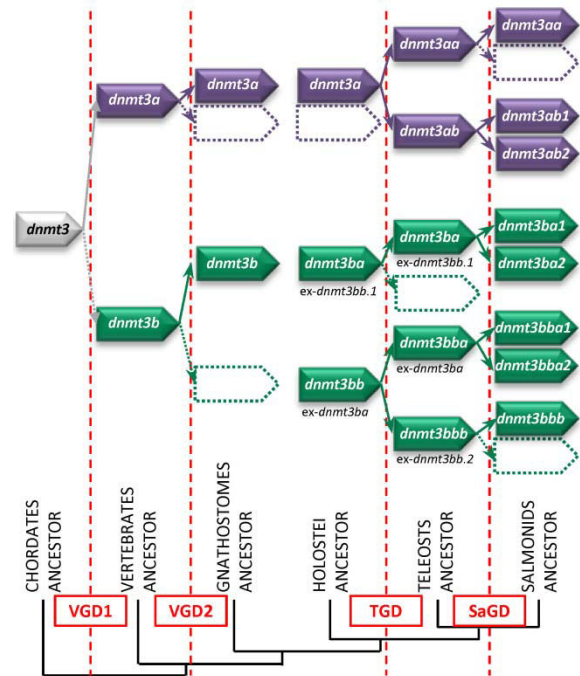 dnmt3aa
dnmt3a
dnmt3a
dnmt3a
dnmt3ab
dnmt3ab1
dnmt3ab2
dnmt3
dnmt3b
dnmt3b
dnmt3ba
ex-dnmt3bb.1
dnmt3ba
ex-dnmt3bb.1
dnmt3ba1
dnmt3ba2
dnmt3bb
ex-dnmt3ba
dnmt3bba
ex-dnmt3ba
dnmt3bba1
dnmt3bba2
dnmt3bbb
ex-dnmt3bb.2
dnmt3bbb
dnmt3aa
CHORDATES
ANCESTOR
VERTEBRATES
ANCESTOR
GNATHOSTOMES
ANCESTOR
HOLOSTEI
ANCESTOR
TELEOSTS
ANCESTOR
SALMONIDS
ANCESTOR
VGD1
VGD2
TGD
SaGD